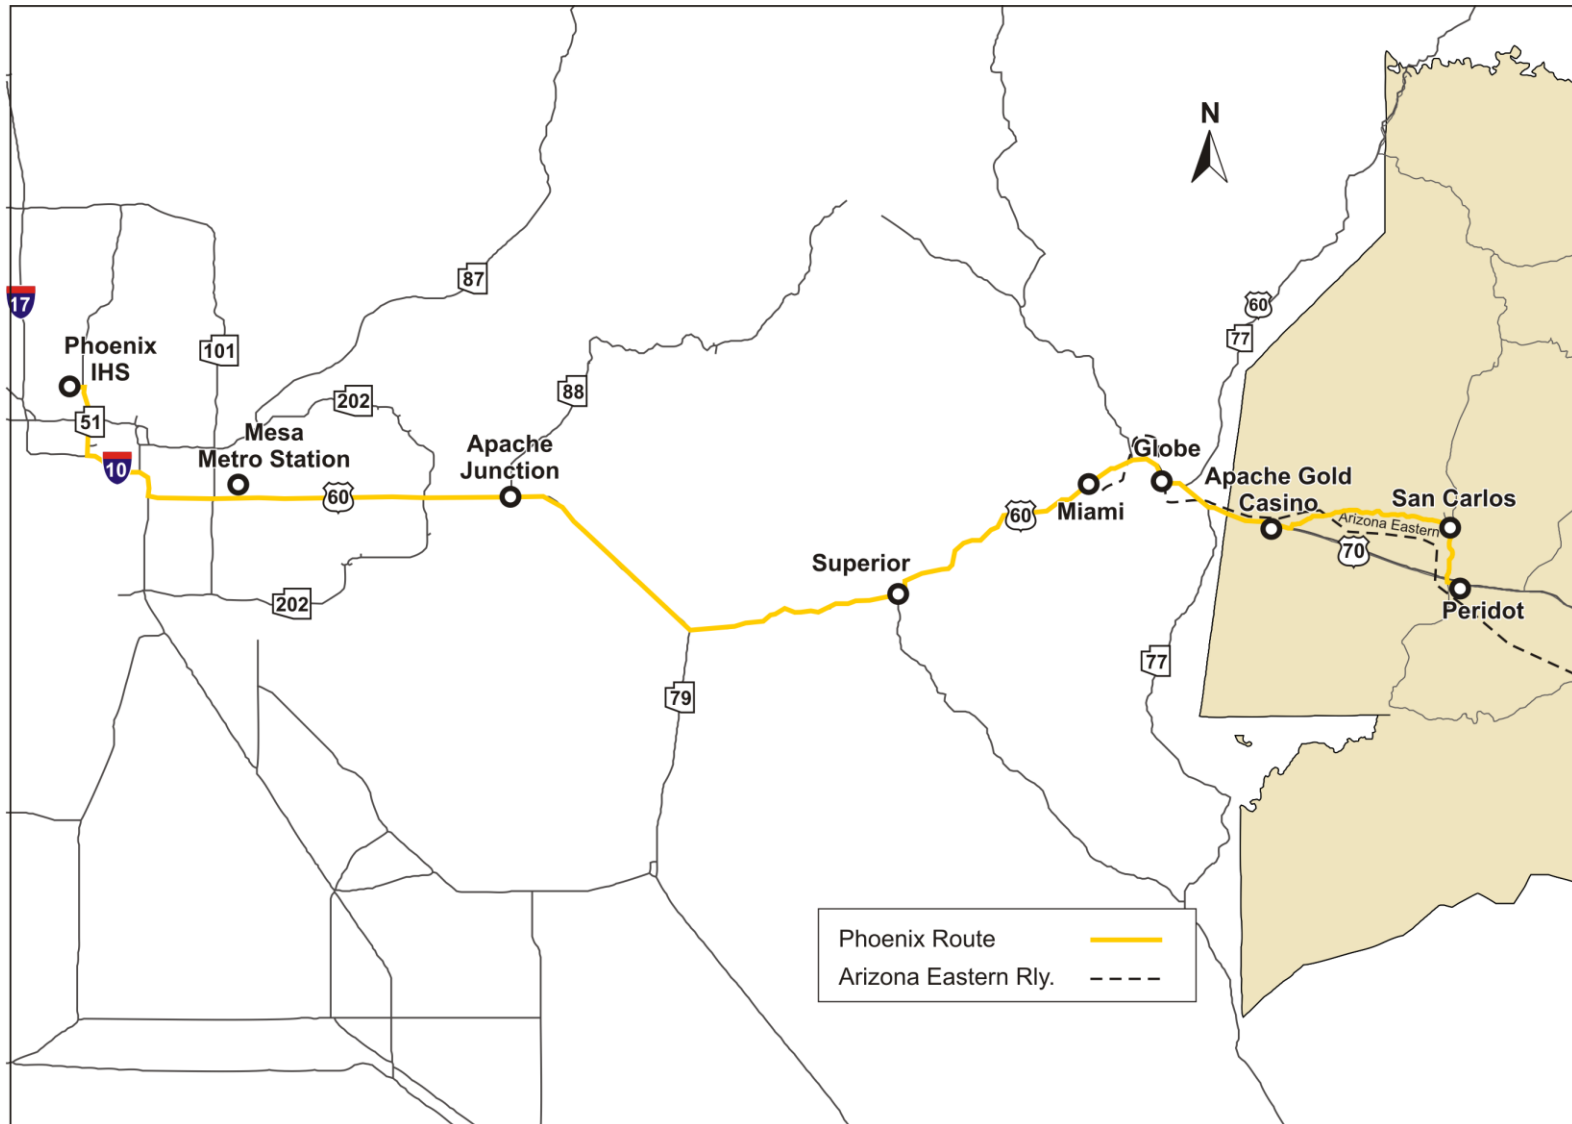 N
87
60
77
17
Phoenix
IHS
101
88
202
51
Mesa
Metro Station
Apache
Junction
Globe
10
60
Apache Gold
Casino
San Carlos
Miami
60
Arizona Eastern
70
Superior
Peridot
202
77
79
Phoenix Route
Arizona Eastern Rly.